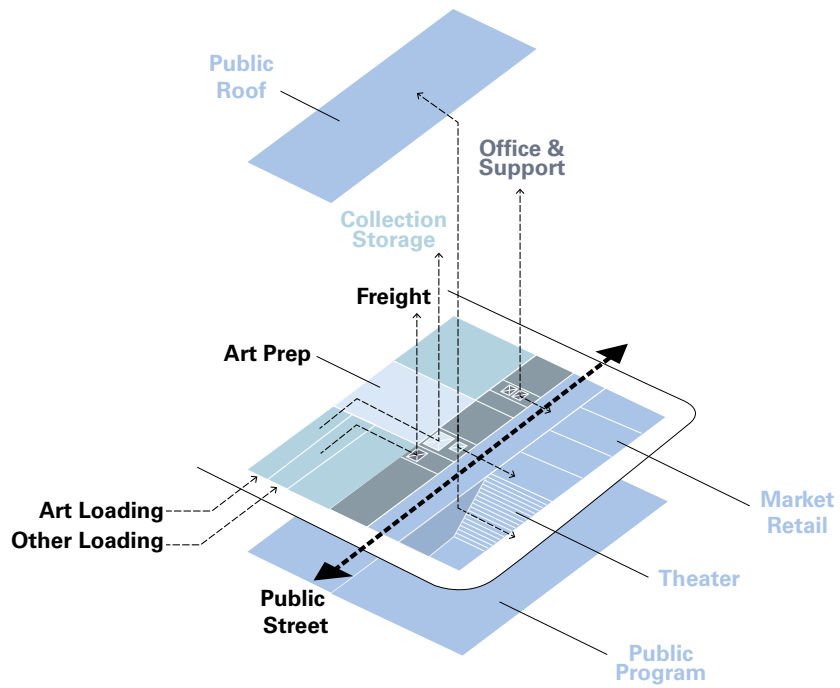 Public
Roof
Office &
Support
Collection
Storage
Freight
Art Prep
Art Loading
Other Loading
Market
Retail
Theater
Public
Street
Public
Program